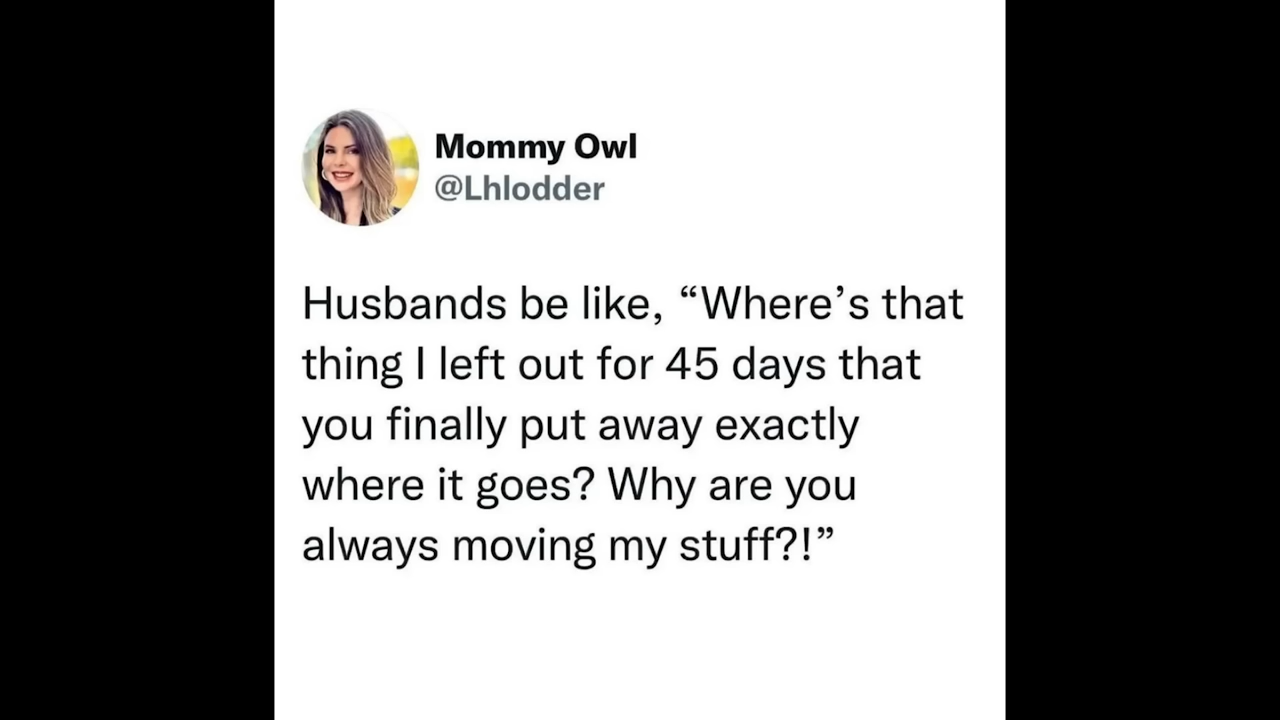 Mommy Owl
@Lhlodder
Husbands be like, “Where’s that
thing I left out for 45 days that
you finally put away exactly
where it goes? Why are you
always moving my stuff?!”